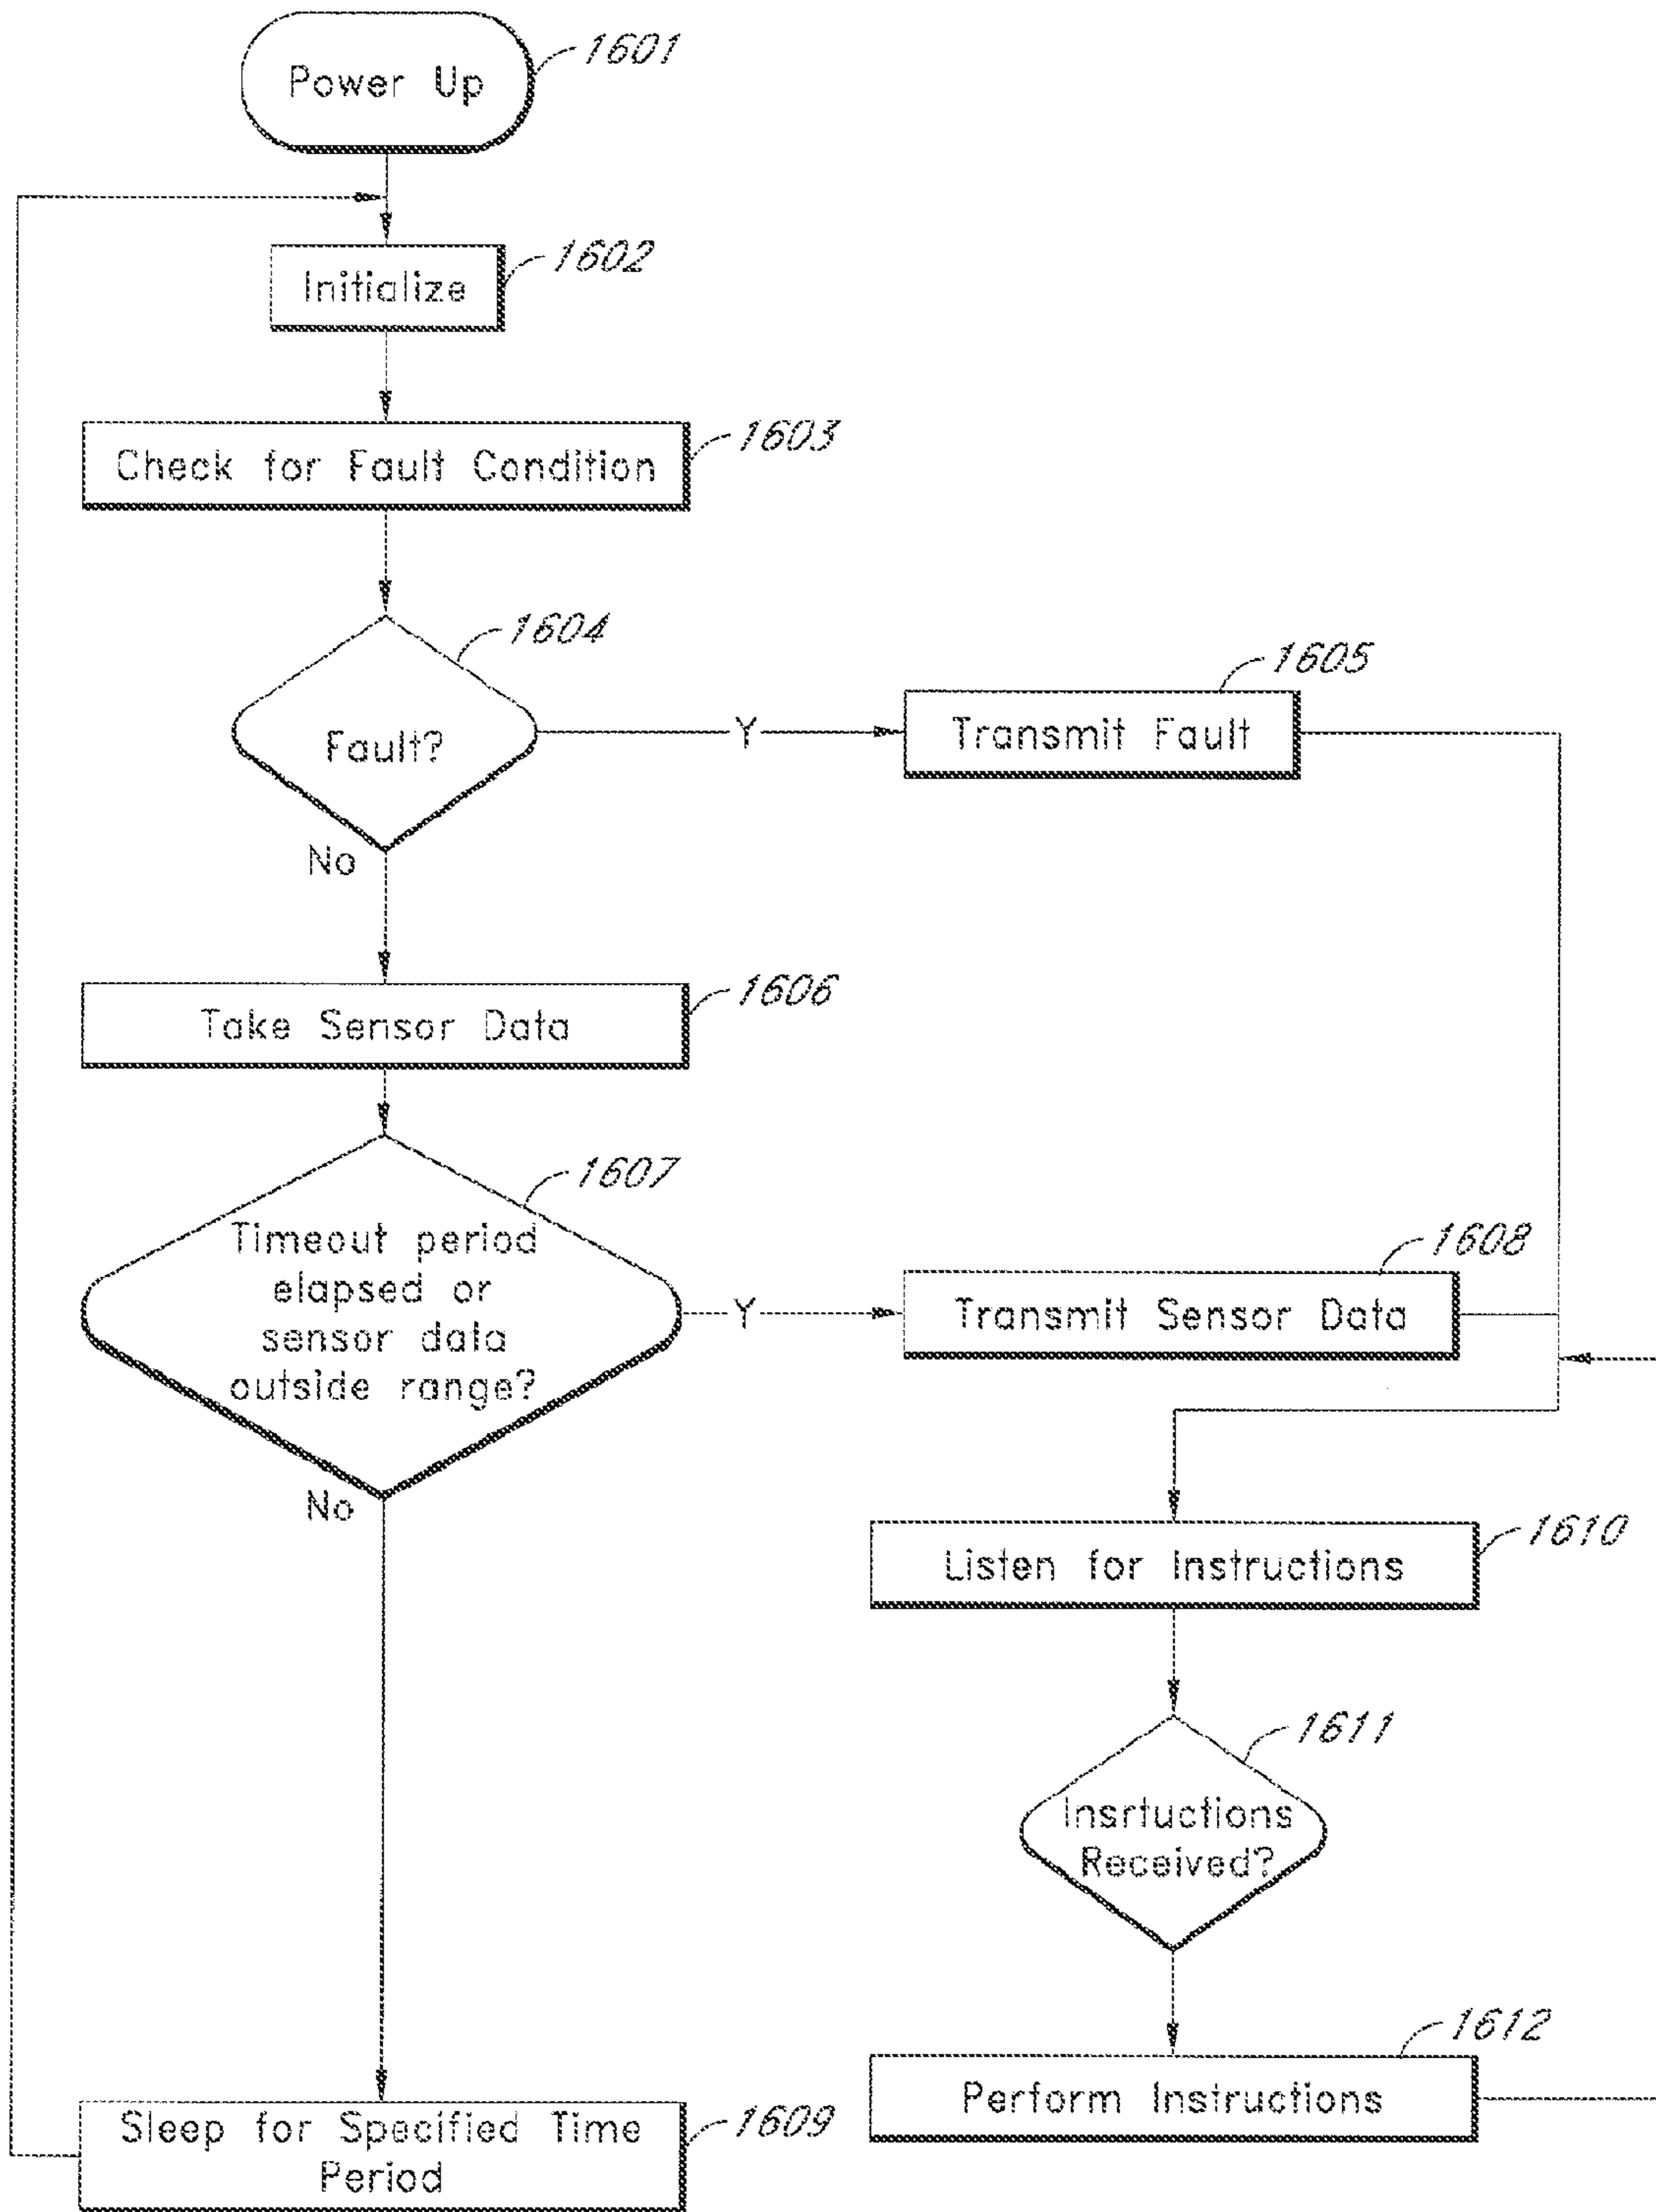 Power Up
1601
Initialize
1602
Check for Fault Condition
1603
1604
Fault?
Y
No
1605
Transmit Fault
Take Sensor Data
1606
1607
Timeout period
elapsed or
sensor data
outside range?
Y
No
1608
Transmit Sensor Data
Listen for Instructions
1610
1611
Insrtuctions
Received?
1612
Perform Instructions
Sleep for Specified Time
Period
1609